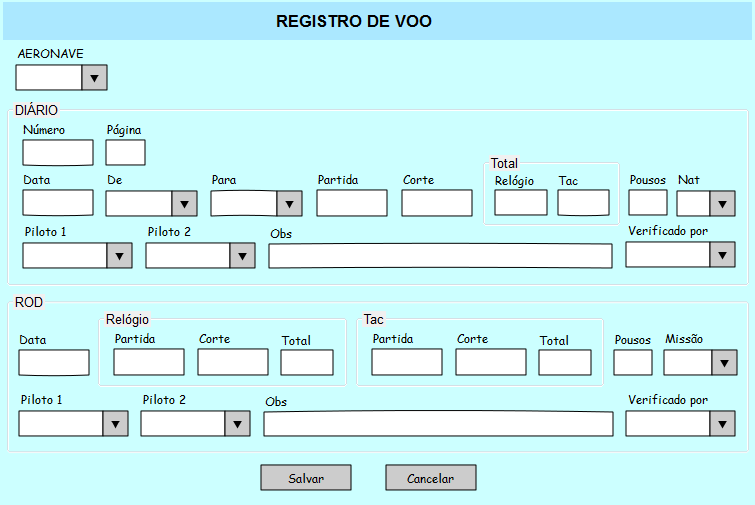 REGISTRO DE VOO
AERONAVE
DIÁRIO
Número Página
Total
Data De Para Partida Corte Relógio Tac Pousos Nat
Piloto 1 Piloto 2 Obs Verificado por
ROD
Relógio Tac
Data Partida Corte Total Partida Corte Total Pousos Missão
Piloto 1 Piloto 2 Obs Verificado por
Salvar Cancelar